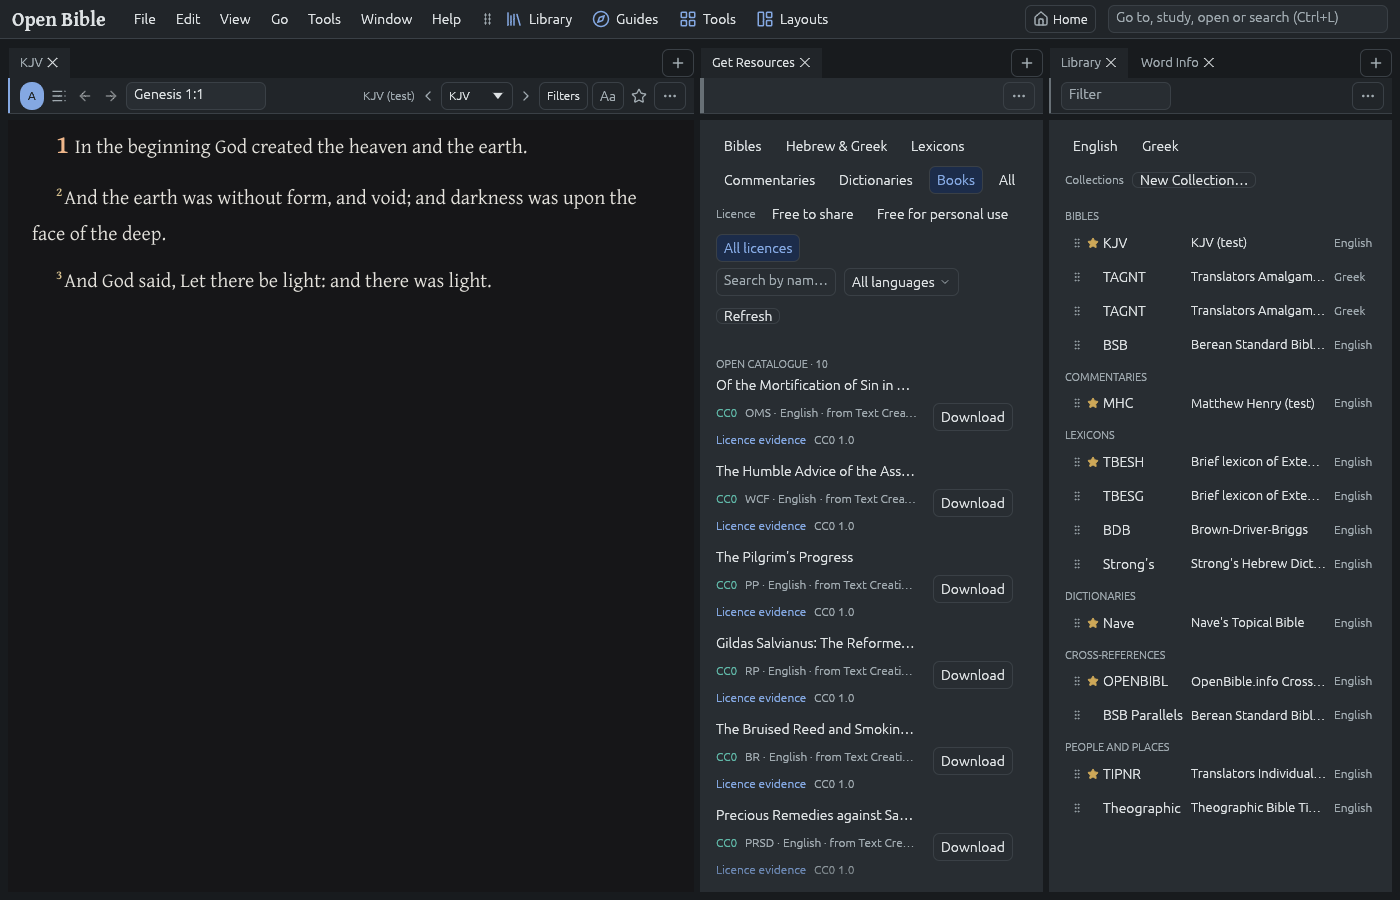 Open Bible File Edit View Go Tools Window Help Library Guides Tools Layouts Home Go to, study, open or search (Ctrl+L)
KJV
A Genesis 1:1 KJV (test) KJV Filters Aa
1 In the beginning God created the heaven and the earth.
2 And the earth was without form, and void; and darkness was upon the
face of the deep.
3 And God said, Let there be light: and there was light.
Get Resources
Bibles Hebrew & Greek Lexicons
Commentaries Dictionaries Books All
Licence Free to share Free for personal use
All licences
Search by nam… All languages
Refresh
OPEN CATALOGUE · 10
Of the Mortification of Sin in …
CC0 OMS · English · from Text Crea… Download
Licence evidence CC0 1.0
The Humble Advice of the Ass…
CC0 WCF · English · from Text Crea… Download
Licence evidence CC0 1.0
The Pilgrim's Progress
CC0 PP · English · from Text Creati… Download
Licence evidence CC0 1.0
Gildas Salvianus: The Reforme…
CC0 RP · English · from Text Creati… Download
Licence evidence CC0 1.0
The Bruised Reed and Smokin…
CC0 BR · English · from Text Creati… Download
Licence evidence CC0 1.0
Precious Remedies against Sa…
CC0 PRSD · English · from Text Cre… Download
Licence evidence CC0 1.0
Library Word Info
Filter
English Greek
Collections New Collection…
BIBLES
KJV KJV (test) English
TAGNT Translators Amalgam… Greek
TAGNT Translators Amalgam… Greek
BSB Berean Standard Bibl… English
COMMENTARIES
MHC Matthew Henry (test) English
LEXICONS
TBESH Brief lexicon of Exte… English
TBESG Brief lexicon of Exte… English
BDB Brown-Driver-Briggs English
Strong's Strong's Hebrew Dict… English
DICTIONARIES
Nave Nave's Topical Bible English
CROSS-REFERENCES
OPENBIBL OpenBible.info Cross… English
BSB Parallels Berean Standard Bibl… English
PEOPLE AND PLACES
TIPNR Translators Individual… English
Theographic Theographic Bible Ti… English